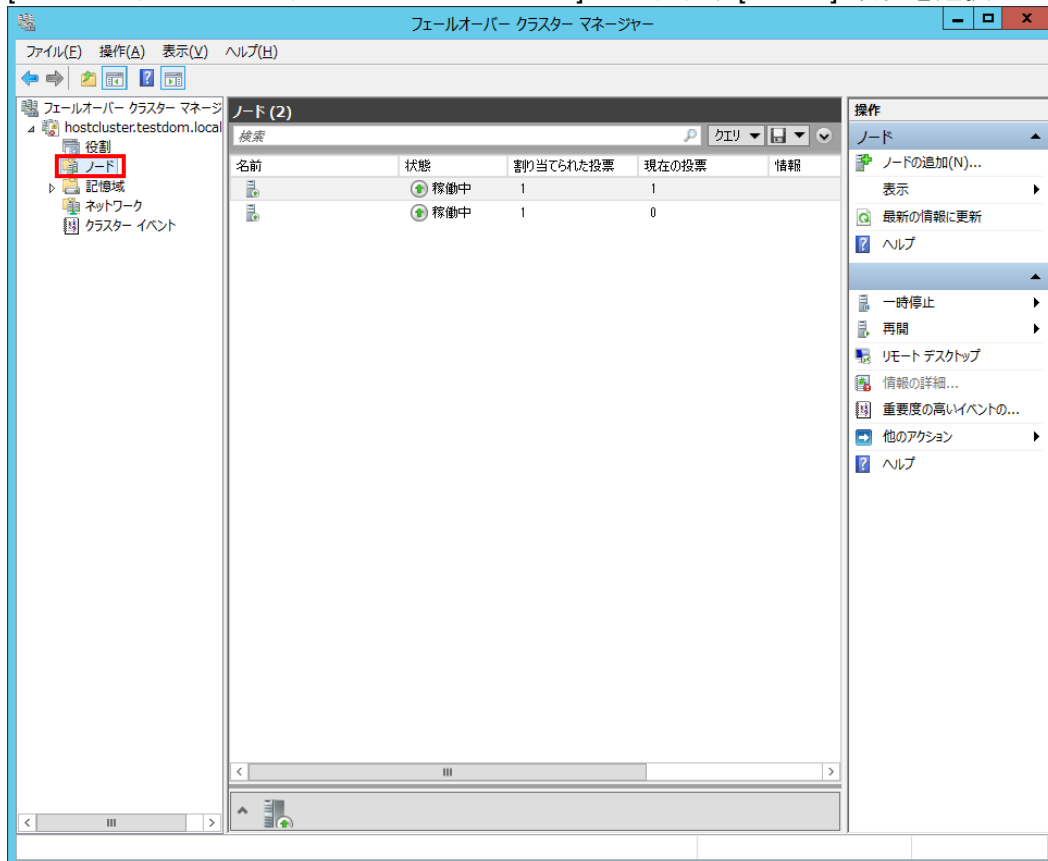 フェールオーバー クラスター マネージャー
ファイル(F) 操作(A) 表示(V) ヘルプ(H)
フェールオーバー クラスター マネージ
hostcluster.testdom.local
役割
ノード
記憶域
ネットワーク
クラスター イベント
ノード (2)
検索
クエリ
名前 状態 割り当てられた投票 現在の投票 情報
稼働中 1 1
稼働中 1 0
操作
ノード
ノードの追加(N)...
表示
最新の情報に更新
ヘルプ
一時停止
再開
リモート デスクトップ
情報の詳細...
重要度の高いイベントの...
他のアクション
ヘルプ